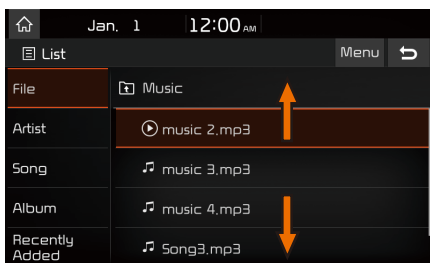 Jan. 1 12:00 AM
List Menu
File
Music
Artist
music 2.mp3
Song
music 3.mp3
Album
music 4.mp3
Recently
Added
Song3.mp3